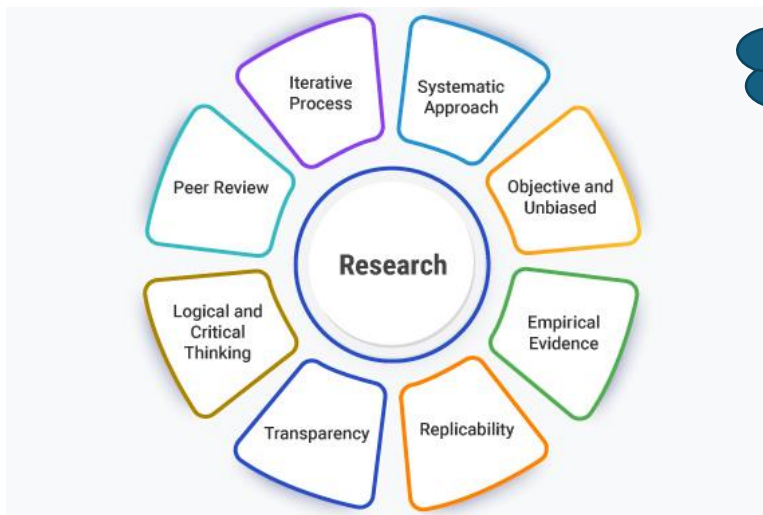 Iterative
Process
Systematic
Approach
Peer Review
Objective and
Unbiased
Research
Logical and
Critical
Thinking
Empirical
Evidence
Transparency
Replicability